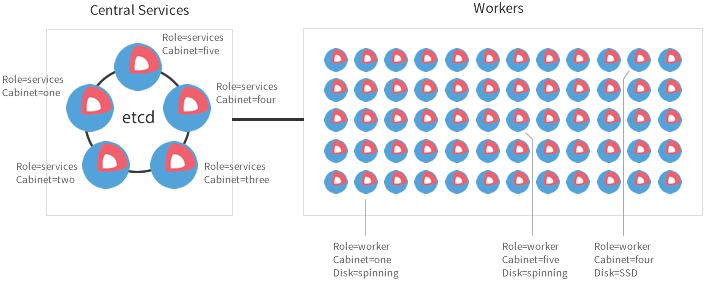 Central Services
Workers
Role=services
Cabinet=five
Role=services
Cabinet=one
Role=services
Cabinet=four
etcd
Role=services
Cabinet=two
Role=services
Cabinet=three
Role=worker
Cabinet=one
Disk=spinning
Role=worker
Cabinet=five
Disk=spinning
Role=worker
Cabinet=four
Disk=SSD